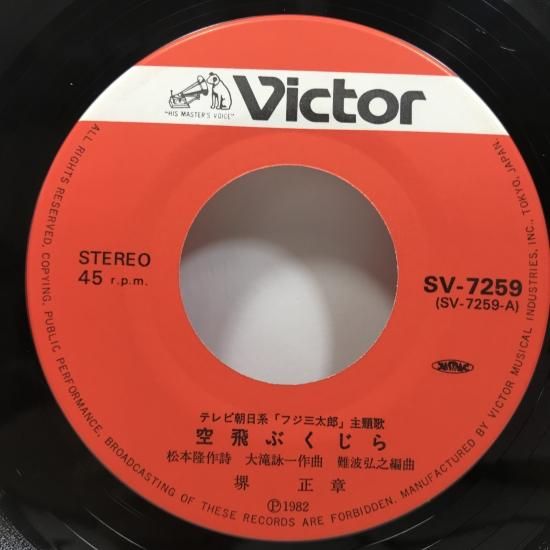 Victor
"HIS MASTER'S VOICE"
STEREO
45 r.p.m.
SV-7259
(SV-7259-A)
テレビ朝日系「フジ三太郎」主題歌
空飛ぶくじら
松本隆作詩 大滝詠一作曲 難波弘之編曲
堺正章
Ⓟ1982
ALL RIGHTS RESERVED, COPYING, PUBLIC PERFORMANCE, BROADCASTING OF THESE RECORDS ARE FORBIDDEN. MANUFACTURED BY VICTOR MUSICAL INDUSTRIES, INC., TOKYO, JAPAN.